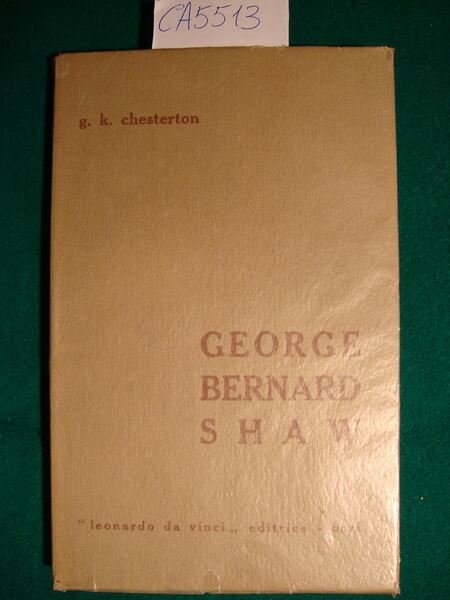 CA5513
g. k. chesterton
GEORGE
BERNARD
SHAW
"leonardo da vinci„ editrice - bari